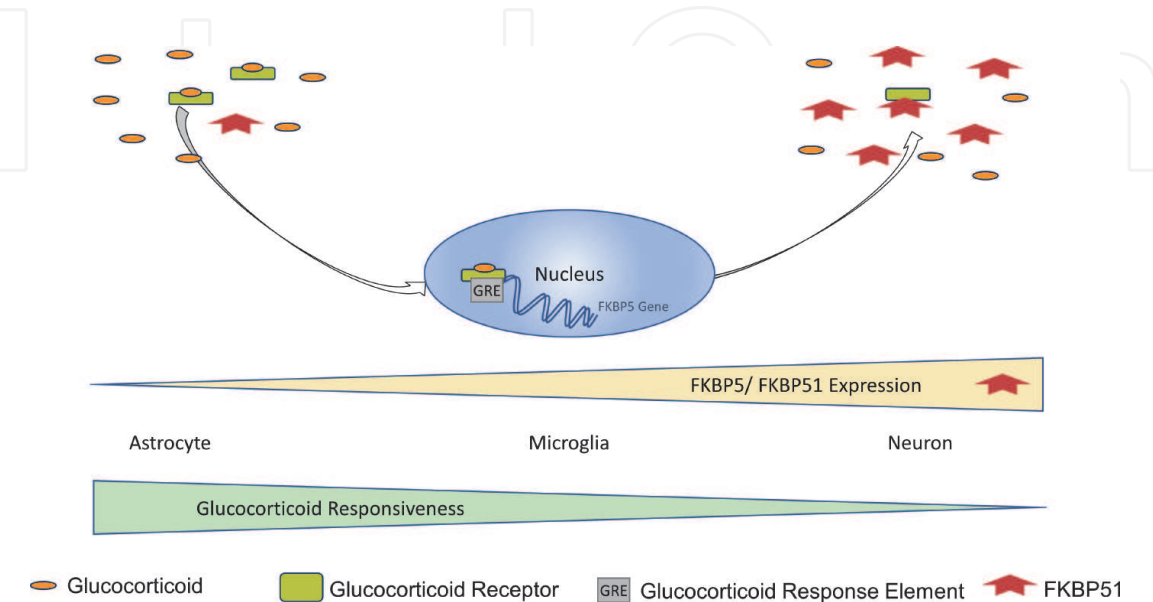 Nucleus
GRE
FKBP5 Gene
FKBP5/ FKBP51 Expression
Astrocyte
Microglia
Neuron
Glucocorticoid Responsiveness
Glucocorticoid
Glucocorticoid Receptor
GRE
Glucocorticoid Response Element
FKBP51